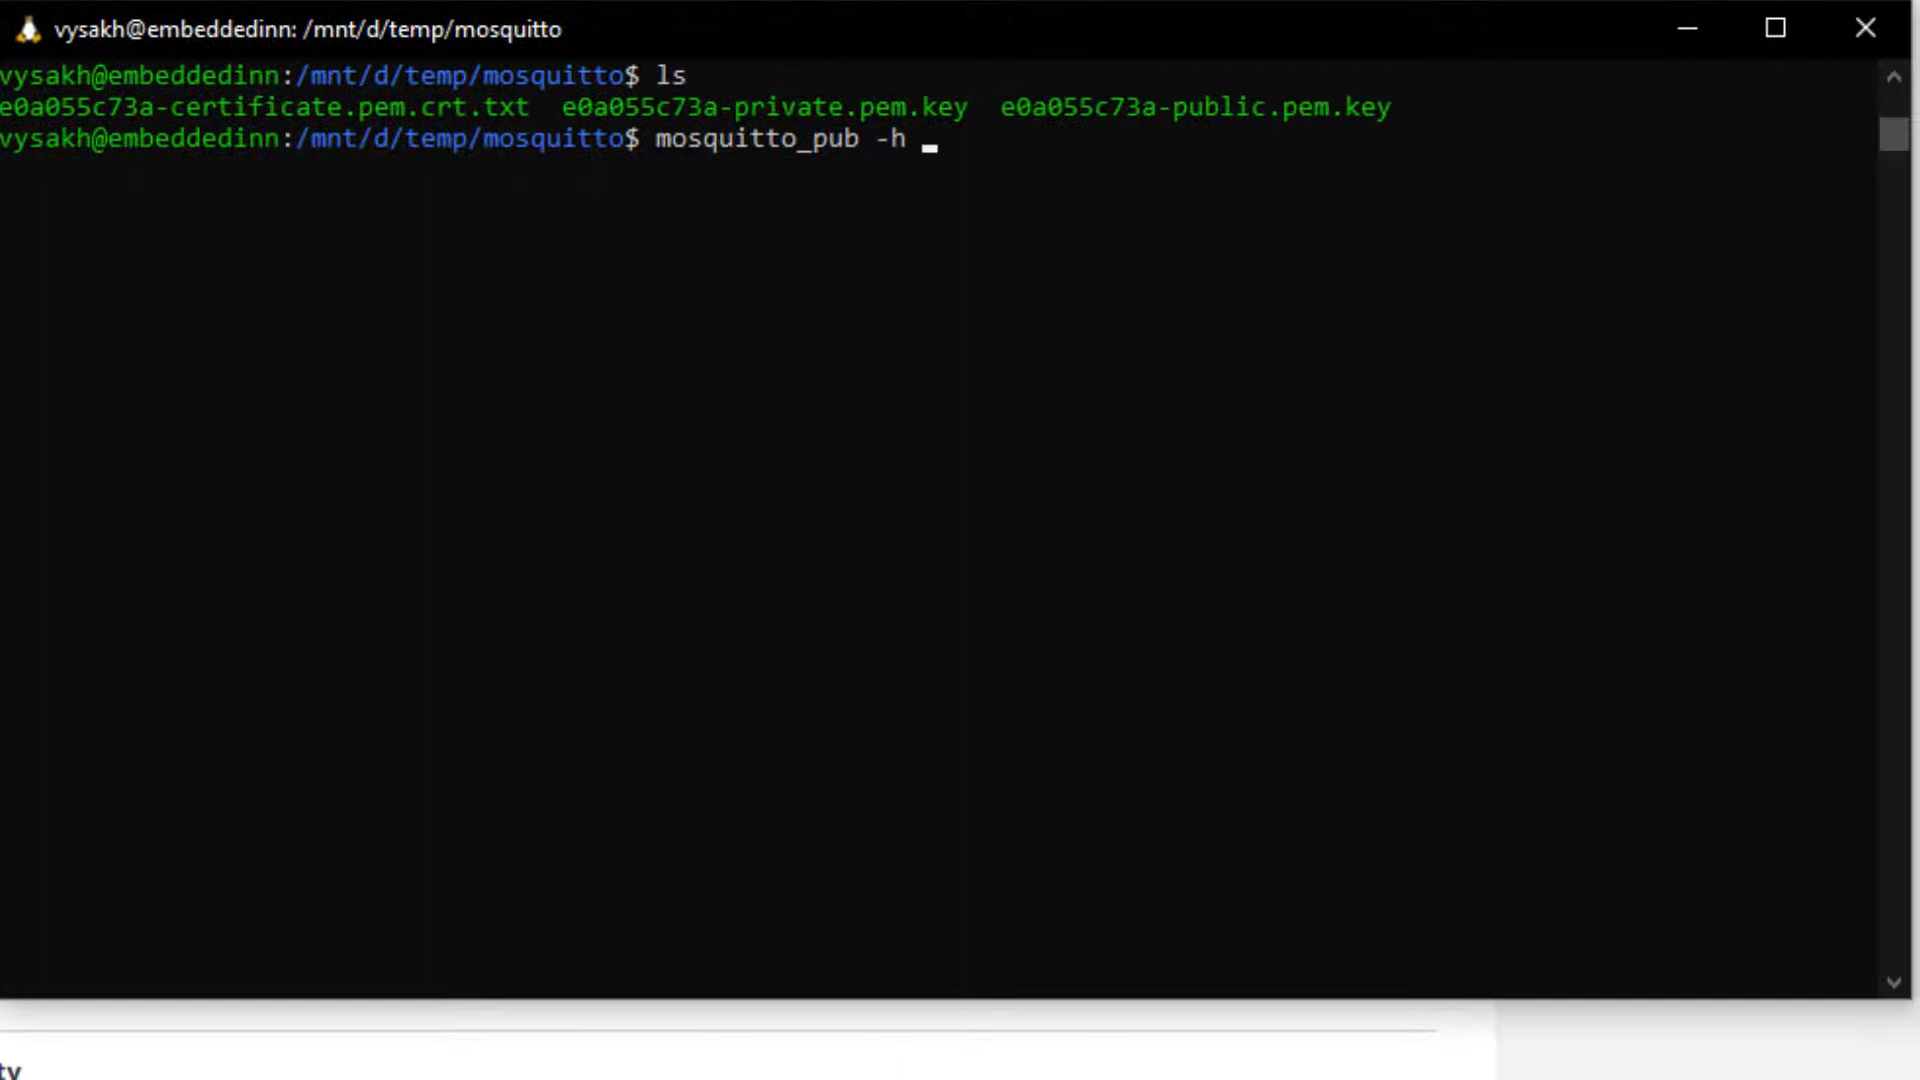 vysakh@embeddedinn: /mnt/d/temp/mosquitto
vysakh@embeddedinn:/mnt/d/temp/mosquitto$ ls
e0a055c73a-certificate.pem.crt.txt  e0a055c73a-private.pem.key  e0a055c73a-public.pem.key
vysakh@embeddedinn:/mnt/d/temp/mosquitto$ mosquitto_pub -h
ty